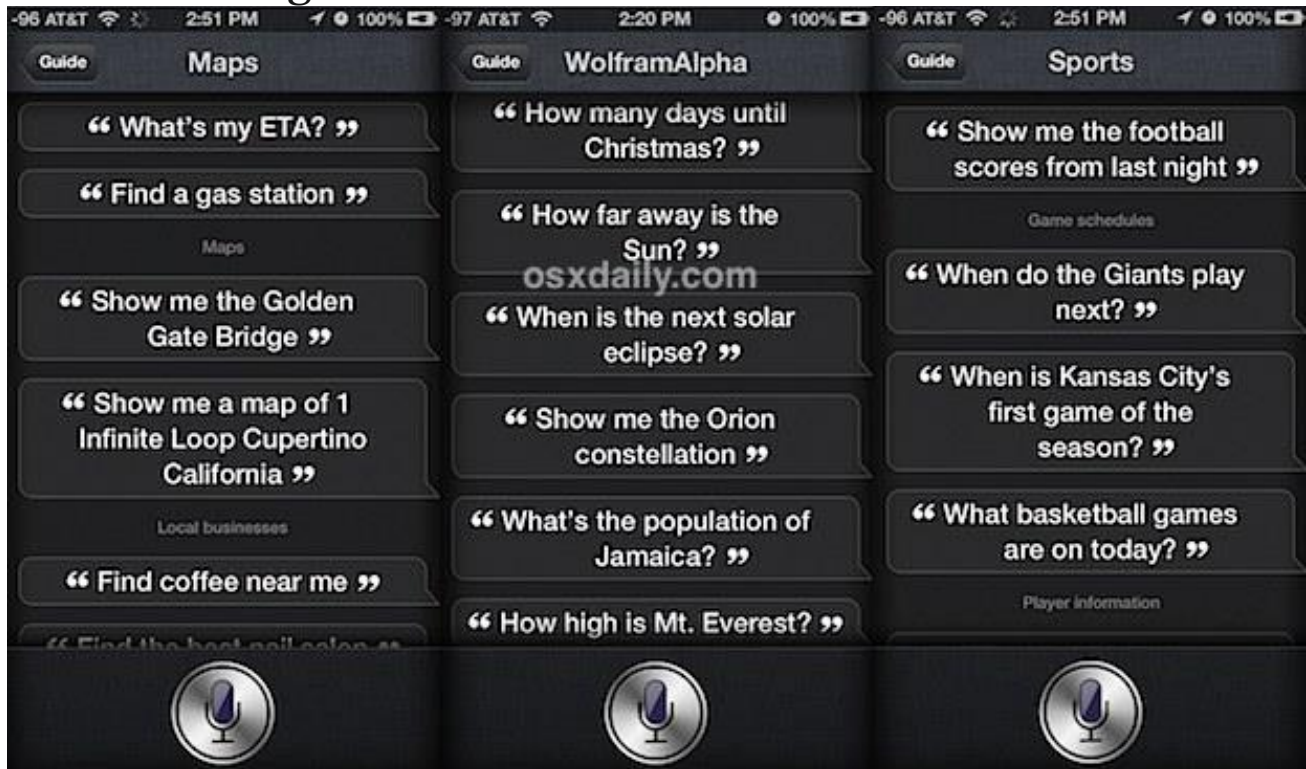 -96 AT&T 2:51 PM 100%
Guide Maps
“ What's my ETA? ”
“ Find a gas station ”
Maps
“ Show me the Golden
Gate Bridge ”
“ Show me a map of 1
Infinite Loop Cupertino
California ”
Local businesses
“ Find coffee near me ”
“ Find the best nail salon ”
-97 AT&T 2:20 PM 100%
Guide WolframAlpha
“ How many days until
Christmas? ”
“ How far away is the
Sun? ”
osxdaily.com
“ When is the next solar
eclipse? ”
“ Show me the Orion
constellation ”
“ What's the population of
Jamaica? ”
“ How high is Mt. Everest? ”
-96 AT&T 2:51 PM 100%
Guide Sports
“ Show me the football
scores from last night ”
Game schedules
“ When do the Giants play
next? ”
“ When is Kansas City's
first game of the
season? ”
“ What basketball games
are on today? ”
Player information